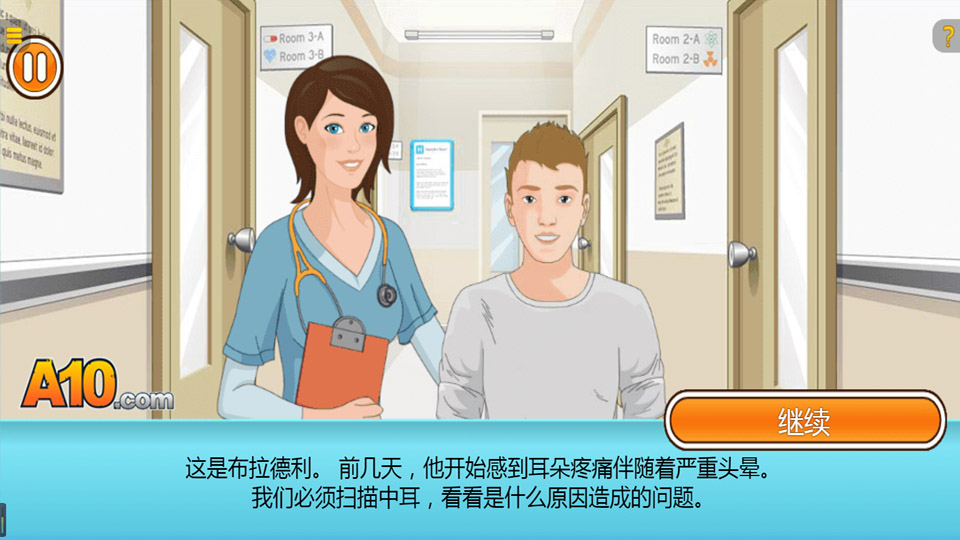 Room 3-A
Room 3-B
Room 2-A
Room 2-B
?
A10.com
继续
这是布拉德利。 前几天，他开始感到耳朵疼痛伴随着严重头晕。
我们必须扫描中耳，看看是什么原因造成的问题。